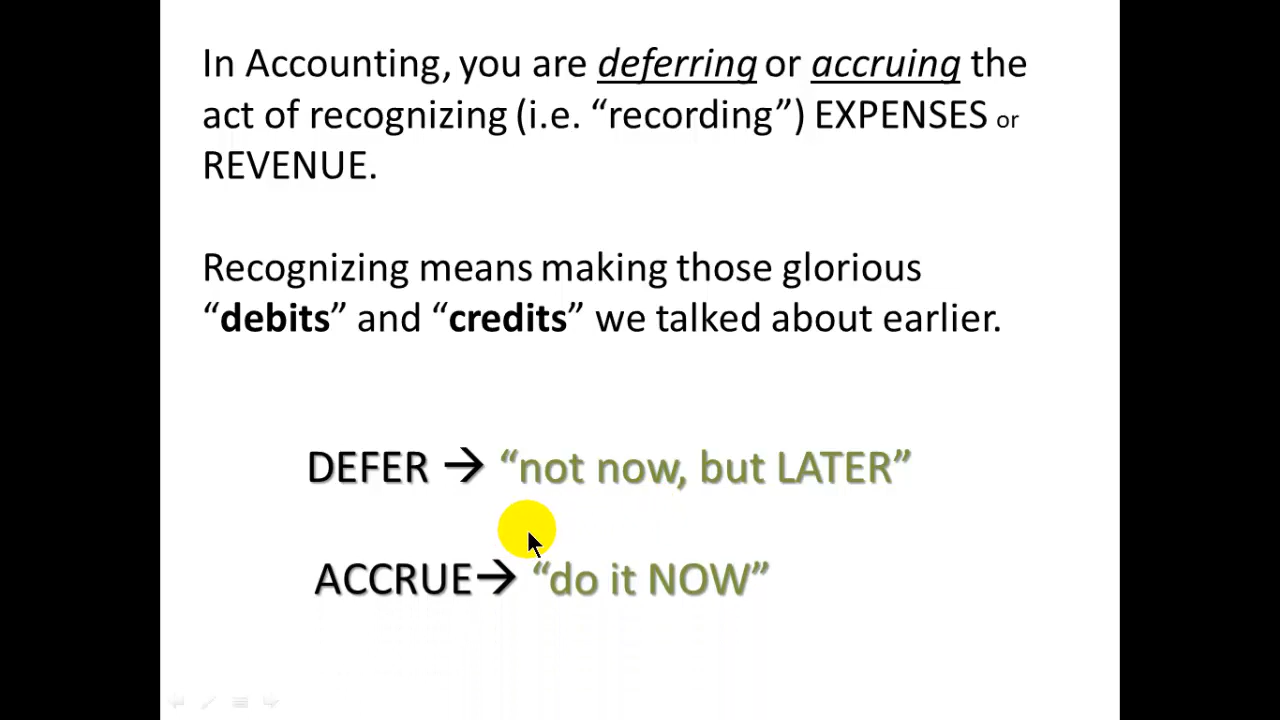 In Accounting, you are deferring or accruing the
act of recognizing (i.e. “recording”) EXPENSES or
REVENUE.
Recognizing means making those glorious
“debits” and “credits” we talked about earlier.
DEFER → “not now, but LATER”
ACCRUE→ “do it NOW”